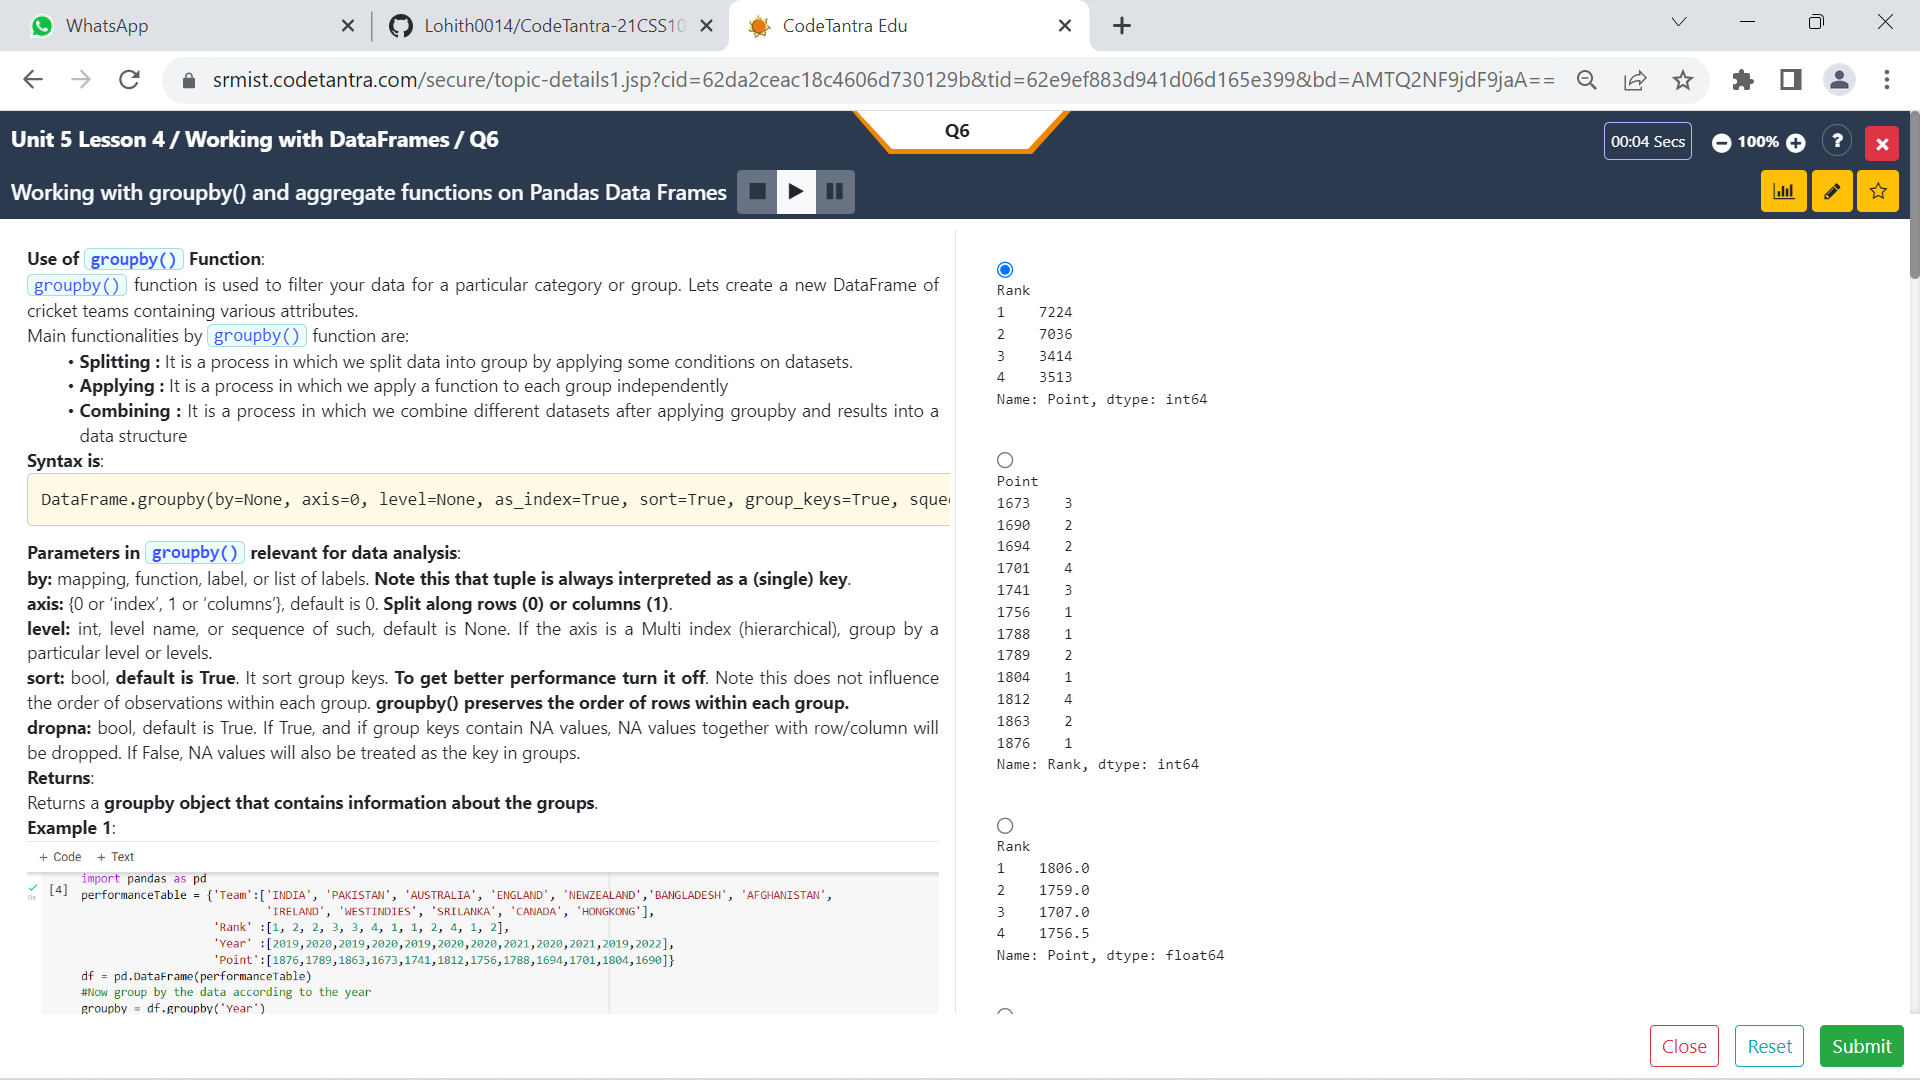 WhatsApp
Lohith0014/CodeTantra-21CSS10
CodeTantra Edu
srmist.codetantra.com/secure/topic-details1.jsp?cid=62da2ceac18c4606d730129b&tid=62e9ef883d941d06d165e399&bd=AMTQ2NF9jdF9jaA==
Unit 5 Lesson 4 / Working with DataFrames / Q6
Q6
00:04 Secs
100%
?
Working with groupby() and aggregate functions on Pandas Data Frames
Use of groupby() Function:
groupby() function is used to filter your data for a particular category or group. Lets create a new DataFrame of
cricket teams containing various attributes.
Main functionalities by groupby() function are:
• Splitting : It is a process in which we split data into group by applying some conditions on datasets.
• Applying : It is a process in which we apply a function to each group independently
• Combining : It is a process in which we combine different datasets after applying groupby and results into a
data structure
Syntax is:
DataFrame.groupby(by=None, axis=0, level=None, as_index=True, sort=True, group_keys=True, sque
Parameters in groupby() relevant for data analysis:
by: mapping, function, label, or list of labels. Note this that tuple is always interpreted as a (single) key.
axis: {0 or ‘index’, 1 or ‘columns’}, default is 0. Split along rows (0) or columns (1).
level: int, level name, or sequence of such, default is None. If the axis is a Multi index (hierarchical), group by a
particular level or levels.
sort: bool, default is True. It sort group keys. To get better performance turn it off. Note this does not influence
the order of observations within each group. groupby() preserves the order of rows within each group.
dropna: bool, default is True. If True, and if group keys contain NA values, NA values together with row/column will
be dropped. If False, NA values will also be treated as the key in groups.
Returns:
Returns a groupby object that contains information about the groups.
Example 1:
+ Code + Text
[4]
import pandas as pd
performanceTable = {'Team':['INDIA', 'PAKISTAN', 'AUSTRALIA', 'ENGLAND', 'NEWZEALAND','BANGLADESH', 'AFGHANISTAN',
'IRELAND', 'WESTINDIES', 'SRILANKA', 'CANADA', 'HONGKONG'],
'Rank' :[1, 2, 2, 3, 3, 4, 1, 1, 2, 4, 1, 2],
'Year' :[2019,2020,2019,2020,2019,2020,2020,2021,2020,2021,2019,2022],
'Point':[1876,1789,1863,1673,1741,1812,1756,1788,1694,1701,1804,1690]}
df = pd.DataFrame(performanceTable)
#Now group by the data according to the year
groupby = df.groupby('Year')
Rank
1 7224
2 7036
3 3414
4 3513
Name: Point, dtype: int64
Point
1673 3
1690 2
1694 2
1701 4
1741 3
1756 1
1788 1
1789 2
1804 1
1812 4
1863 2
1876 1
Name: Rank, dtype: int64
Rank
1 1806.0
2 1759.0
3 1707.0
4 1756.5
Name: Point, dtype: float64
Close
Reset
Submit